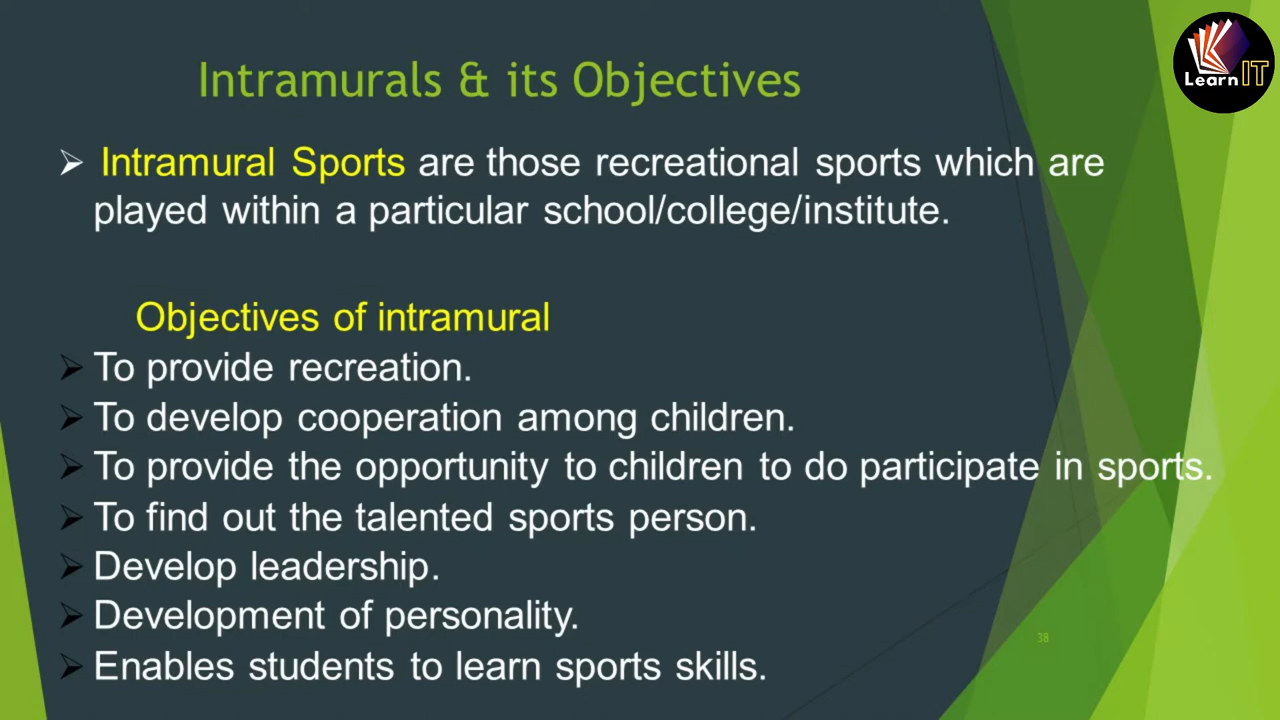 Intramurals & its Objectives
Learn IT
➢ Intramural Sports are those recreational sports which are
played within a particular school/college/institute.
Objectives of intramural
➢ To provide recreation.
➢ To develop cooperation among children.
➢ To provide the opportunity to children to do participate in sports.
➢ To find out the talented sports person.
➢ Develop leadership.
➢ Development of personality.
➢ Enables students to learn sports skills.
38